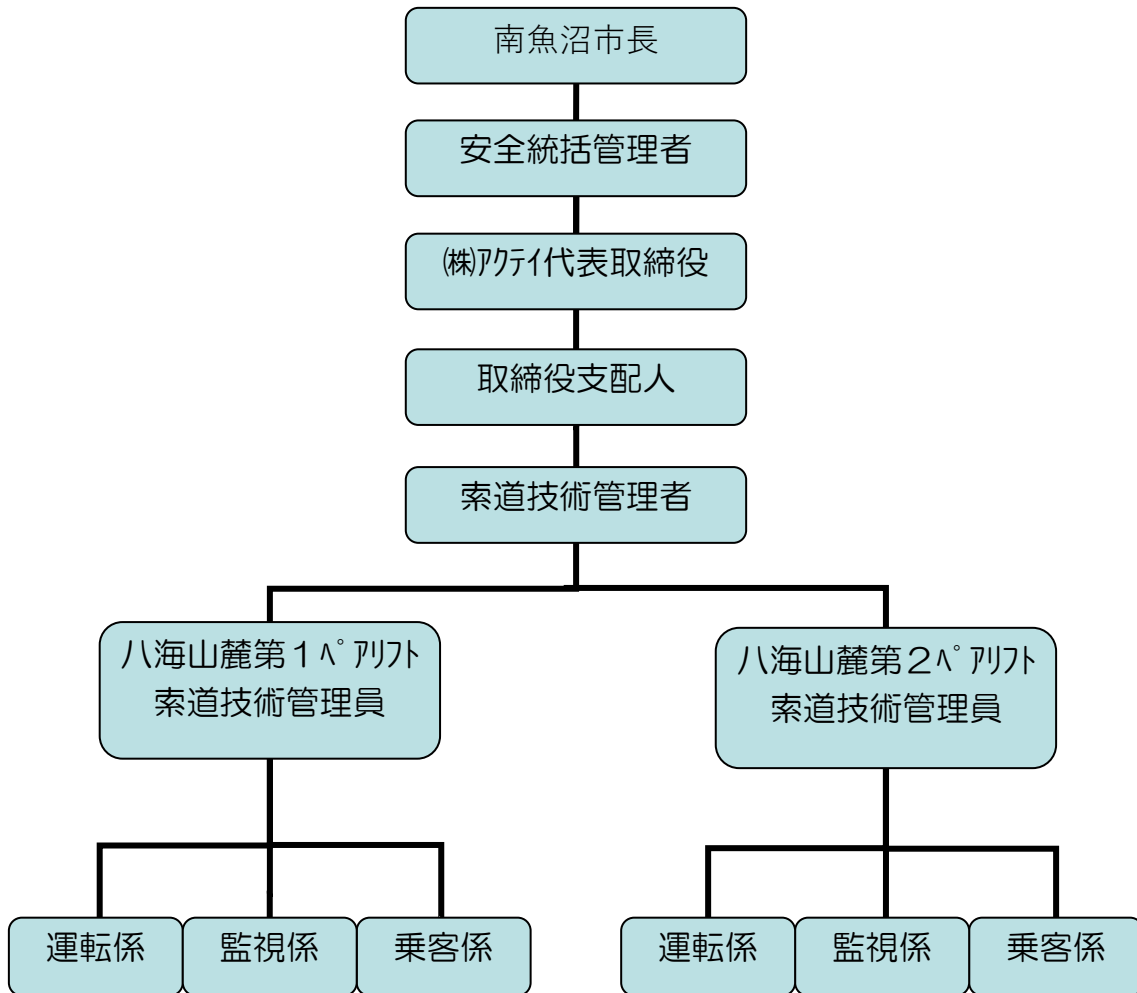 南魚沼市長
安全統括管理者
㈱ｱｸﾃｲ代表取締役
取締役支配人
索道技術管理者
八海山麓第１ﾍﾟｱﾘﾌﾄ
索道技術管理員
八海山麓第２ﾍﾟｱﾘﾌﾄ
索道技術管理員
運転係
監視係
乗客係
運転係
監視係
乗客係